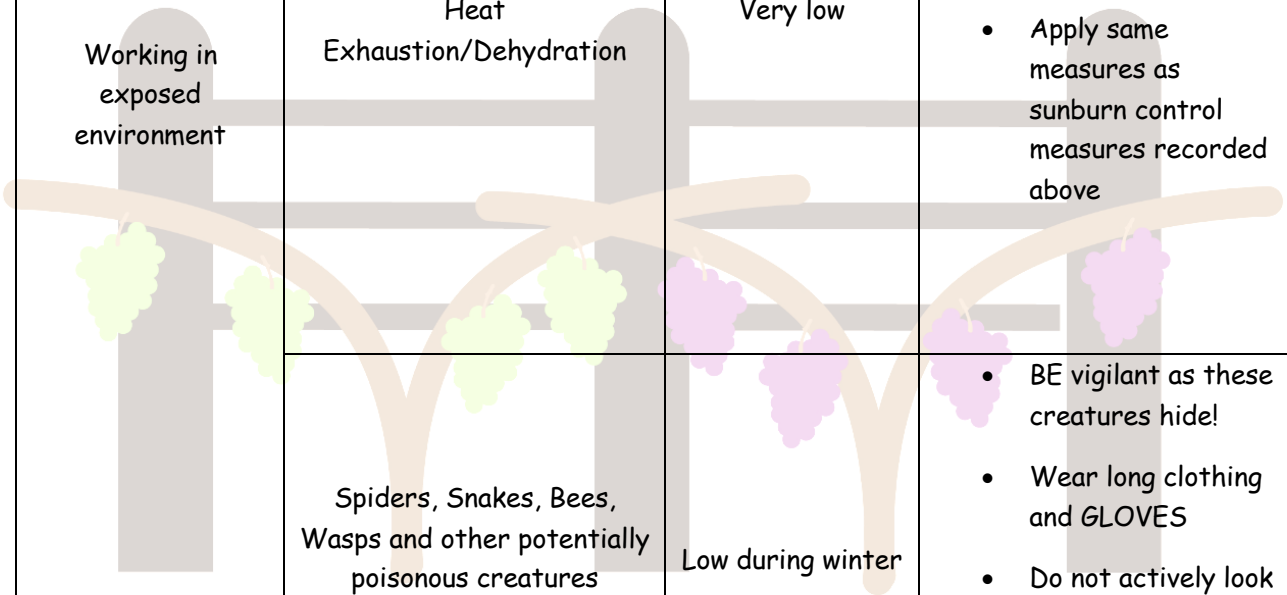 Working in
exposed
environment
Heat
Exhaustion/Dehydration
Very low
• Apply same
measures as
sunburn control
measures recorded
above
Spiders, Snakes, Bees,
Wasps and other potentially
poisonous creatures
Low during winter
• BE vigilant as these
creatures hide!
• Wear long clothing
and GLOVES
• Do not actively look